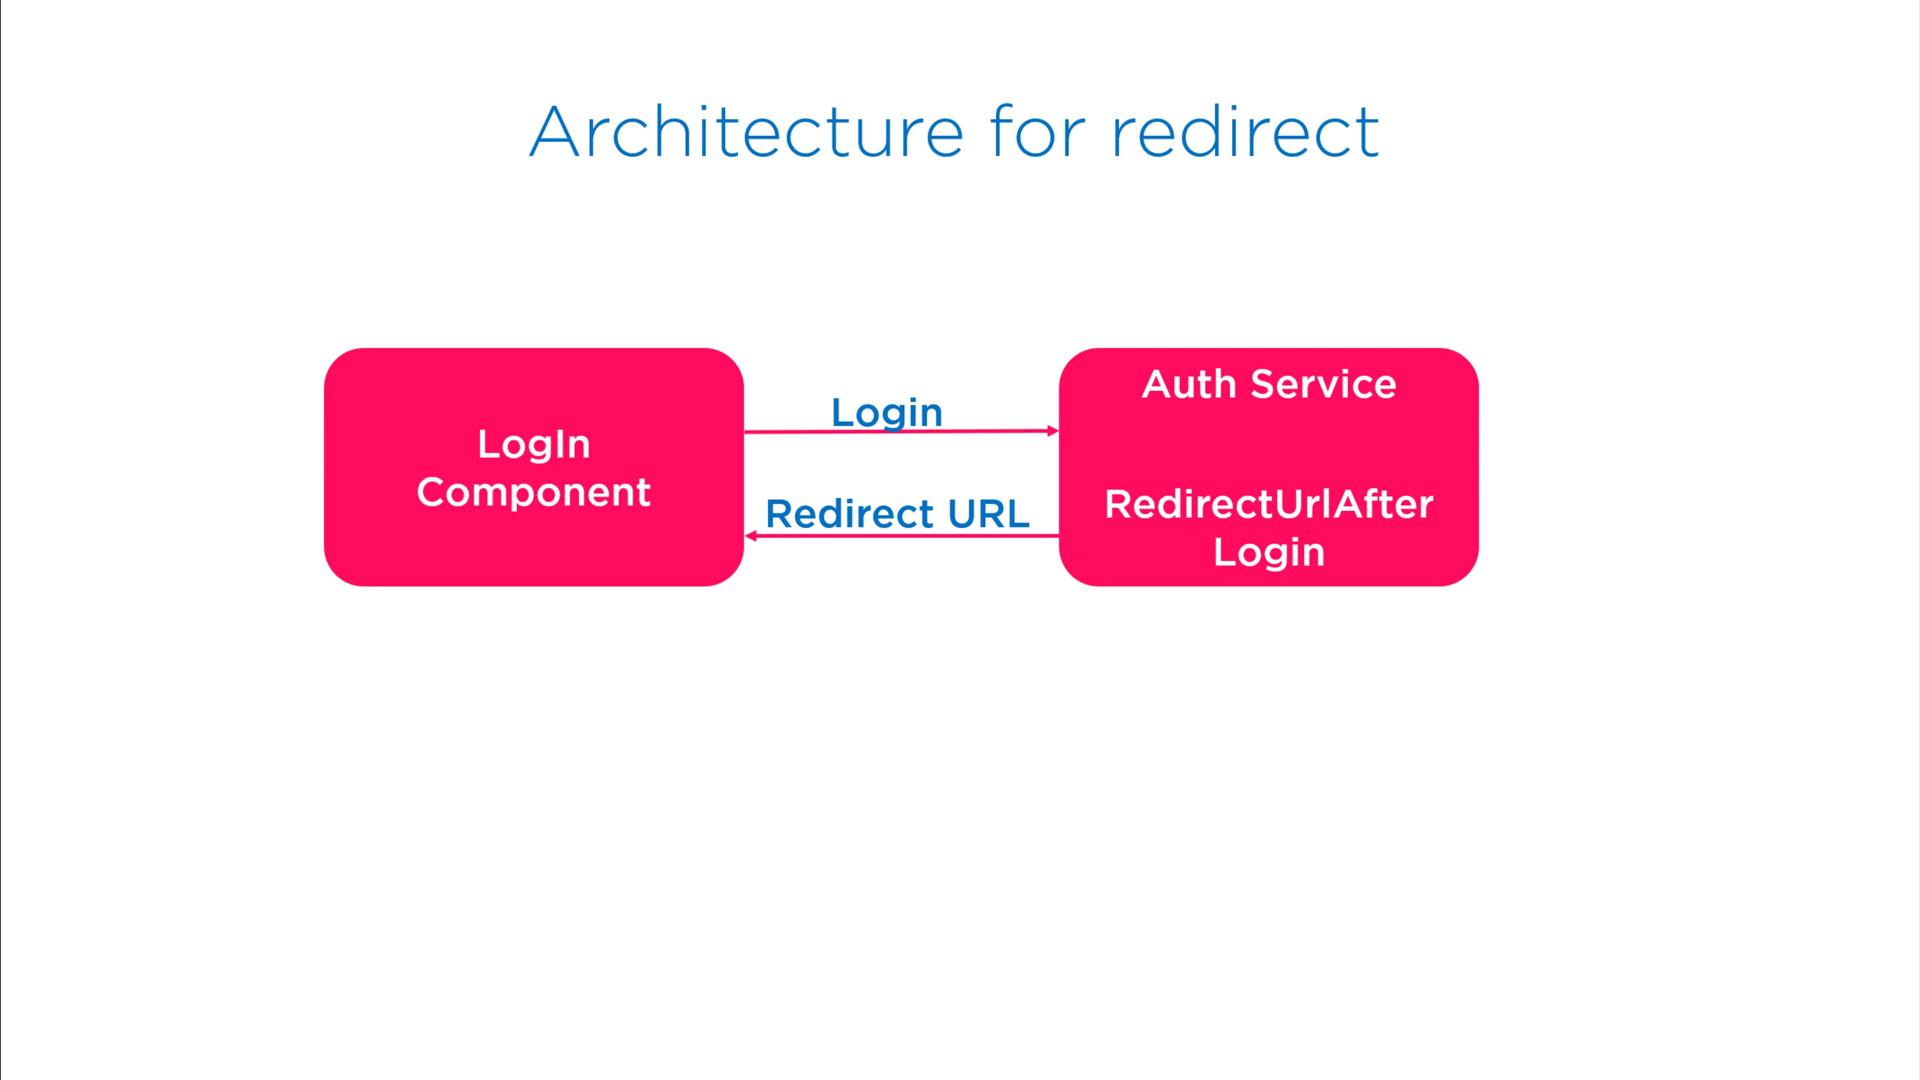 Architecture for redirect
LogIn
Component
Login
Redirect URL
Auth Service
RedirectUrlAfter
Login